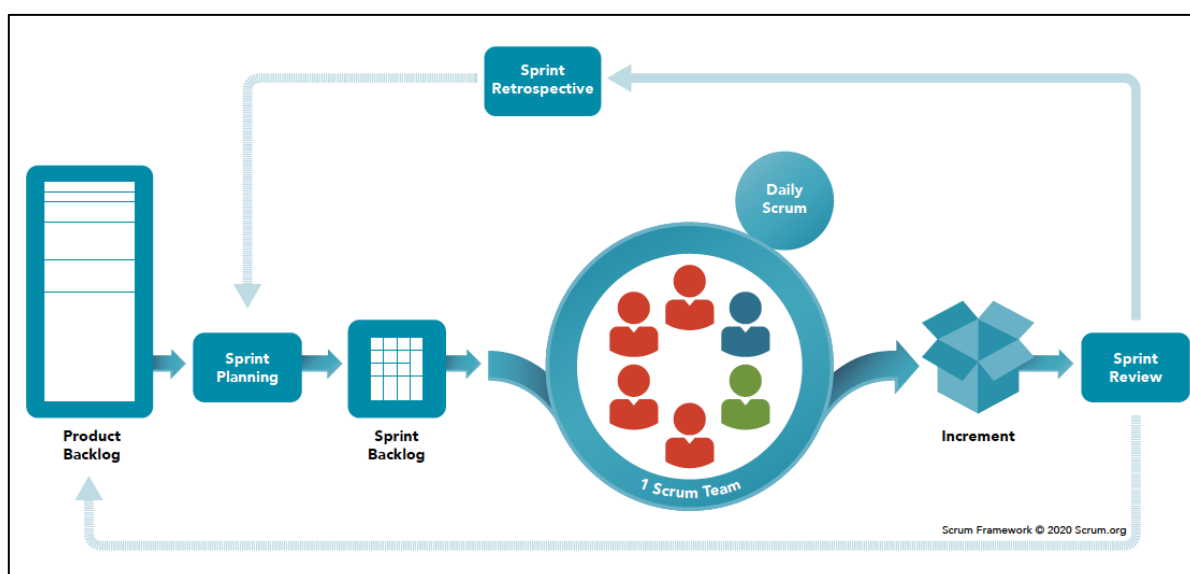 Sprint
Retrospective
Daily
Scrum
Sprint
Planning
Sprint
Review
Product
Backlog
Sprint
Backlog
Increment
1 Scrum Team
Scrum Framework © 2020 Scrum.org